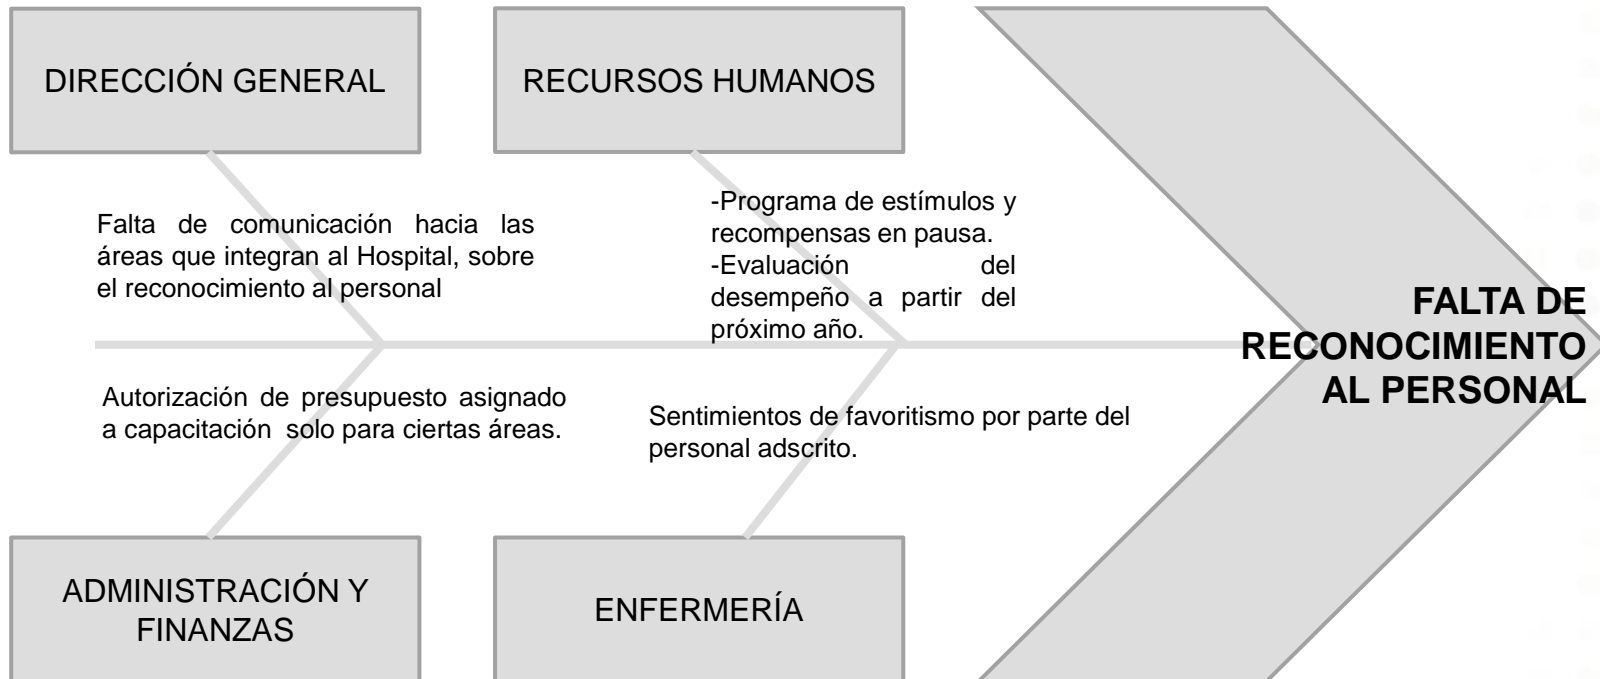 DIRECCIÓN GENERAL
RECURSOS HUMANOS
Falta de comunicación hacia las
áreas que integran al Hospital, sobre
el reconocimiento al personal
-Programa de estímulos y
recompensas en pausa.
-Evaluación del
desempeño a partir del
próximo año.
FALTA DE
RECONOCIMIENTO
AL PERSONAL
Autorización de presupuesto asignado
a capacitación solo para ciertas áreas.
Sentimientos de favoritismo por parte del
personal adscrito.
ADMINISTRACIÓN Y
FINANZAS
ENFERMERÍA